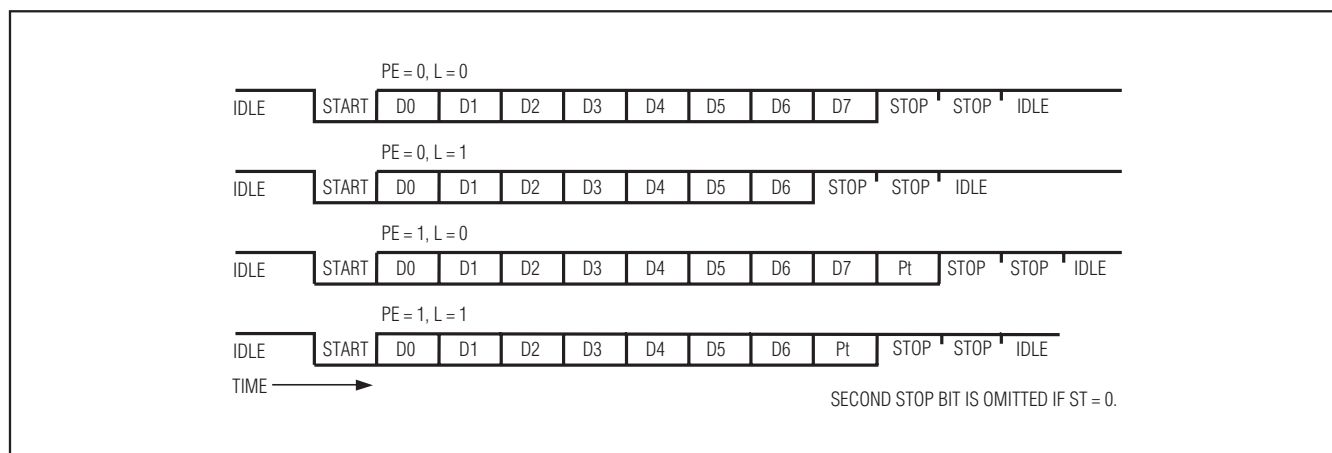 PE = 0, L = 0
IDLE START D0 D1 D2 D3 D4 D5 D6 D7 STOP STOP IDLE
PE = 0, L = 1
IDLE START D0 D1 D2 D3 D4 D5 D6 STOP STOP IDLE
PE = 1, L = 0
IDLE START D0 D1 D2 D3 D4 D5 D6 D7 Pt STOP STOP IDLE
PE = 1, L = 1
IDLE START D0 D1 D2 D3 D4 D5 D6 Pt STOP STOP IDLE
TIME
SECOND STOP BIT IS OMITTED IF ST = 0.